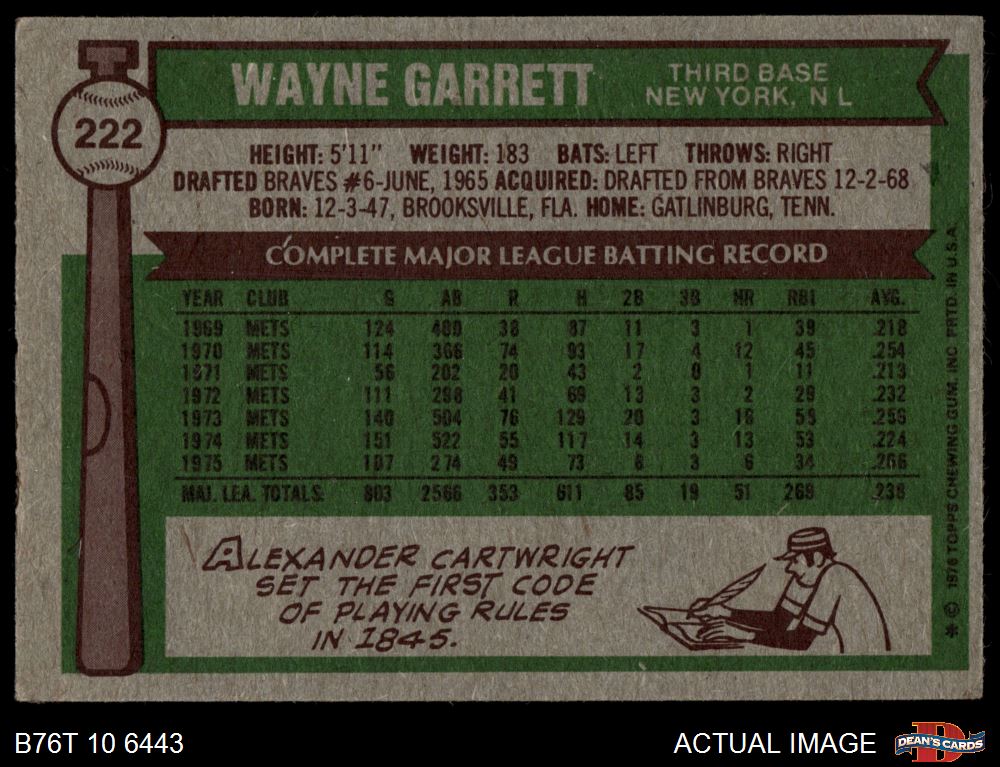 WAYNE GARRETT
THIRD BASE
NEW YORK, N L
222
HEIGHT: 5'11" WEIGHT: 183 BATS: LEFT THROWS: RIGHT
DRAFTED BRAVES #6-JUNE, 1965 ACQUIRED: DRAFTED FROM BRAVES 12-2-68
BORN: 12-3-47, BROOKSVILLE, FLA. HOME: GATLINBURG, TENN.
COMPLETE MAJOR LEAGUE BATTING RECORD
YEAR CLUB G AB R H 2B 3B HR RBI AVG.
1969 METS 124 400 38 87 11 3 1 39 .218
1970 METS 114 366 74 93 17 4 12 45 .254
1971 METS 56 202 20 43 2 0 1 11 .213
1972 METS 111 298 41 69 13 3 2 29 .232
1973 METS 140 504 76 129 20 3 16 58 .256
1974 METS 151 522 55 117 14 3 13 53 .224
1975 METS 107 274 49 73 8 3 6 34 .266
MAJ. LEA. TOTALS 803 2566 353 611 85 19 51 269 .238
ALEXANDER CARTWRIGHT
SET THE FIRST CODE
OF PLAYING RULES
IN 1845.
* © 1976 TOPPS CHEWING GUM, INC. PRTD. IN U.S.A.
B76T 10 6443
ACTUAL IMAGE
D
DEAN'S CARDS